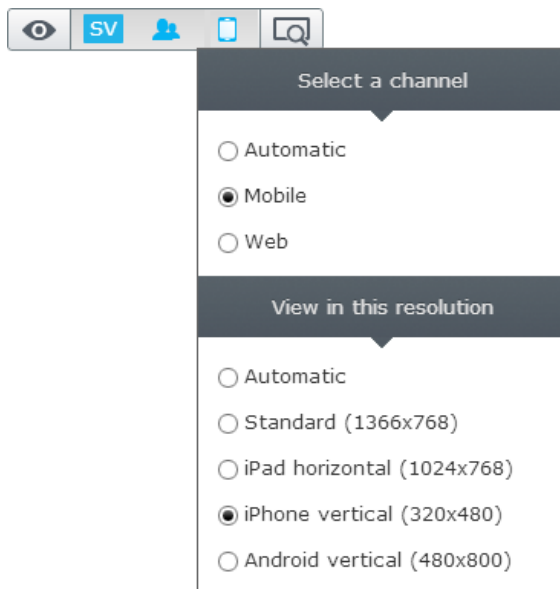 SV
Select a channel
Automatic
Mobile
Web
View in this resolution
Automatic
Standard (1366x768)
iPad horizontal (1024x768)
iPhone vertical (320x480)
Android vertical (480x800)